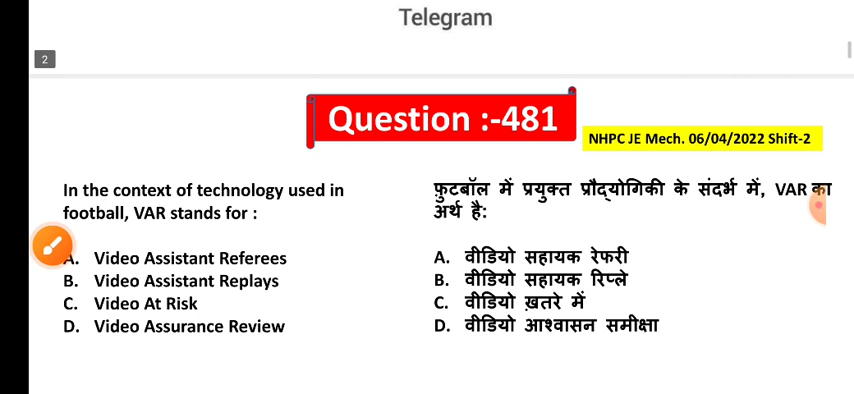 Telegram
2
Question :-481
NHPC JE Mech. 06/04/2022 Shift-2
In the context of technology used in
football, VAR stands for :
A. Video Assistant Referees
B. Video Assistant Replays
C. Video At Risk
D. Video Assurance Review
फ़ुटबॉल में प्रयुक्त प्रौद्योगिकी के संदर्भ में, VAR का
अर्थ है:
A. वीडियो सहायक रेफरी
B. वीडियो सहायक रिप्ले
C. वीडियो ख़तरे में
D. वीडियो आश्वासन समीक्षा